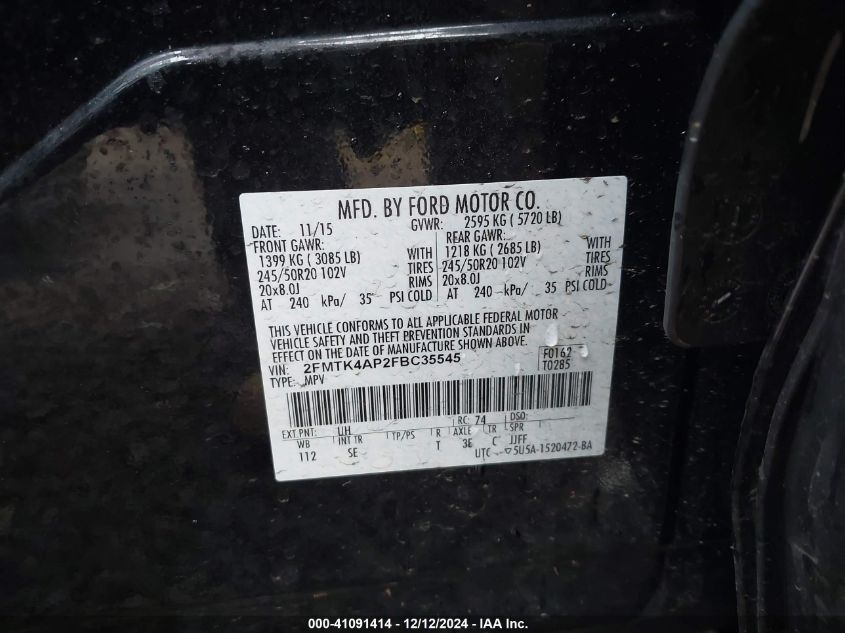 MFD. BY FORD MOTOR CO.
DATE: 11/15 GVWR: 2595 KG ( 5720 LB)
FRONT GAWR: REAR GAWR:
1399 KG ( 3085 LB) WITH 1218 KG ( 2685 LB) WITH
245/50R20 102V TIRES 245/50R20 102V TIRES
20x8.0J RIMS 20x8.0J RIMS
AT 240 kPa/ 35 PSI COLD AT 240 kPa/ 35 PSI COLD
THIS VEHICLE CONFORMS TO ALL APPLICABLE FEDERAL MOTOR
VEHICLE SAFETY AND THEFT PREVENTION STANDARDS IN
EFFECT ON THE DATE OF MANUFACTURE SHOWN ABOVE.
VIN: 2FMTK4AP2FBC35545 F0162
TYPE: MPV T0285
EXT PNT: UH RC: 74 DSO:
WB INT TR TP/PS R AXLE TR SPR
112 SE T 3E C JJFF
UTC ▽5U5A-1520472-BA
000-41091414 - 12/12/2024 - IAA Inc.